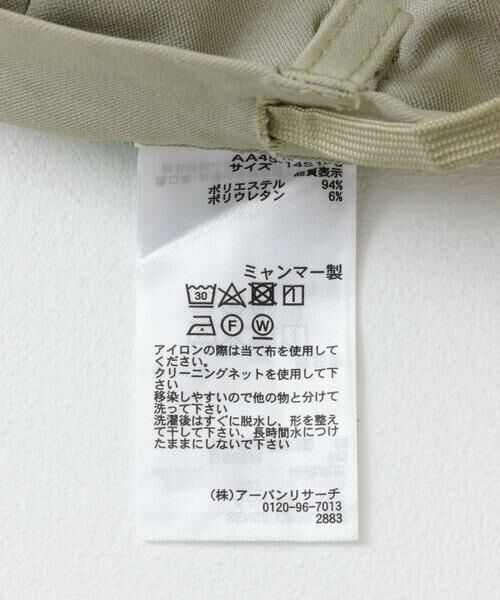 サイズ
品質表示
ポリエステル 94%
ポリウレタン 6%
ミャンマー製
30
F
W
アイロンの際は当て布を使用して
ください。
クリーニングネットを使用して下
さい
移染しやすいので他の物と分けて
洗って下さい
洗濯後はすぐに脱水し、形を整え
て干して下さい、長時間水につけ
たままにしないで下さい
(株)アーバンリサーチ
0120-96-7013
2883